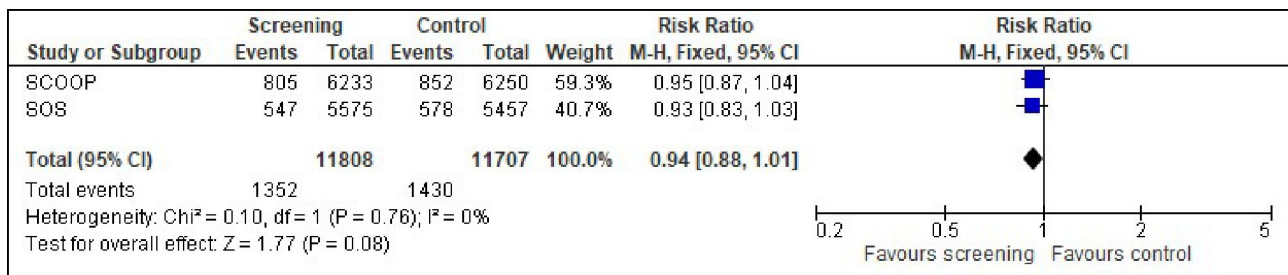 Screening Control Risk Ratio Risk Ratio
Study or Subgroup Events Total Events Total Weight M-H, Fixed, 95% CI M-H, Fixed, 95% CI
SCOOP 805 6233 852 6250 59.3% 0.95 [0.87, 1.04]
SOS 547 5575 578 5457 40.7% 0.93 [0.83, 1.03]
Total (95% CI) 11808 11707 100.0% 0.94 [0.88, 1.01]
Total events 1352 1430
Heterogeneity: Chi² = 0.10, df = 1 (P = 0.76); I² = 0%
Test for overall effect: Z = 1.77 (P = 0.08)
0.2 0.5 1 2 5
Favours screening Favours control